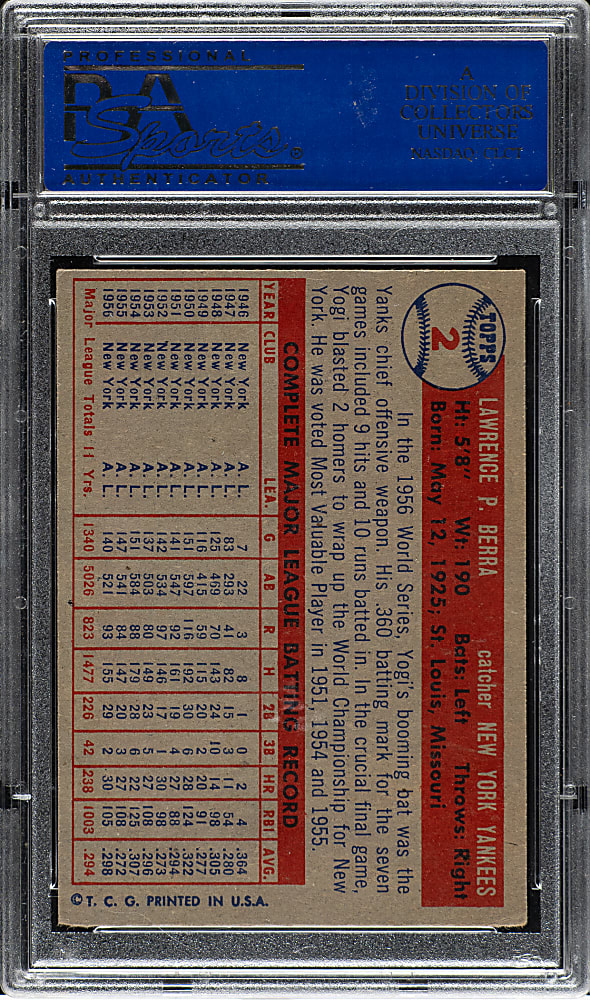 PROFESSIONAL
PSA
Sports
AUTHENTICATOR
A
DIVISION OF
COLLECTORS
UNIVERSE
NASDAQ: CLCT
TOPPS
2
LAWRENCE P. BERRA catcher NEW YORK YANKEES
Ht: 5'8" Wt: 190 Bats: Left Throws: Right
Born: May 12, 1925; St. Louis, Missouri
In the 1956 World Series, Yogi's booming bat was the
Yanks' chief offensive weapon. His .360 batting mark for the seven
games included 9 hits and 10 runs batted in. In the crucial final game,
Yogi blasted 2 homers to wrap up the World Championship for New
York. He was voted Most Valuable Player in 1951, 1954 and 1955.
COMPLETE MAJOR LEAGUE BATTING RECORD
YEAR CLUB LEA. G AB R H 2B 3B HR RBI AVG.
1946 New York A. L. 7 22 3 8 1 0 2 4 .364
1947 New York A. L. 83 293 41 82 15 3 11 54 .280
1948 New York A. L. 125 469 70 143 24 10 14 98 .305
1949 New York A. L. 116 415 59 115 20 2 20 91 .277
1950 New York A. L. 151 597 116 192 30 6 28 124 .322
1951 New York A. L. 141 547 92 161 19 4 27 88 .294
1952 New York A. L. 142 534 97 146 17 1 30 98 .273
1953 New York A. L. 137 503 80 149 23 5 27 108 .296
1954 New York A. L. 151 584 88 179 28 6 22 125 .307
1955 New York A. L. 147 541 84 147 20 3 27 108 .272
1956 New York A. L. 140 521 93 155 29 2 30 105 .298
Major League Totals 11 Yrs. 1340 5026 823 1477 226 42 238 1003 .294
© T. C. G. PRINTED IN U.S.A.